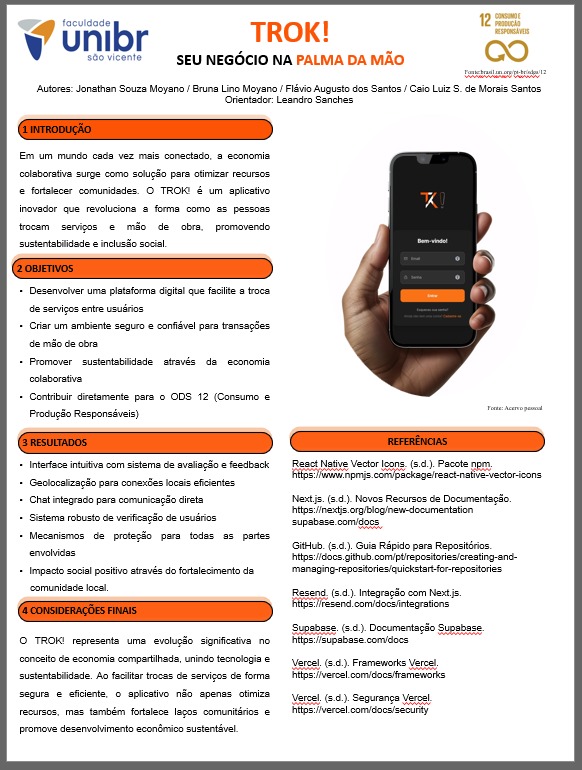 faculdade
unibr
são vicente
TROK!
SEU NEGÓCIO NA PALMA DA MÃO
12 CONSUMO E
PRODUÇÃO
RESPONSÁVEIS
Fonte:brasil.un.org/pt-br/sdgs/12
Autores: Jonathan Souza Moyano / Bruna Lino Moyano / Flávio Augusto dos Santos / Caio Luiz S. de Morais Santos
Orientador: Leandro Sanches
1 INTRODUÇÃO
Em um mundo cada vez mais conectado, a economia
colaborativa surge como solução para otimizar recursos
e fortalecer comunidades. O TROK! é um aplicativo
inovador que revoluciona a forma como as pessoas
trocam serviços e mão de obra, promovendo
sustentabilidade e inclusão social.
2 OBJETIVOS
• Desenvolver uma plataforma digital que facilite a troca
de serviços entre usuários
• Criar um ambiente seguro e confiável para transações
de mão de obra
• Promover sustentabilidade através da economia
colaborativa
• Contribuir diretamente para o ODS 12 (Consumo e
Produção Responsáveis)
3 RESULTADOS
• Interface intuitiva com sistema de avaliação e feedback
• Geolocalização para conexões locais eficientes
• Chat integrado para comunicação direta
• Sistema robusto de verificação de usuários
• Mecanismos de proteção para todas as partes
envolvidas
• Impacto social positivo através do fortalecimento da
comunidade local.
4 CONSIDERAÇÕES FINAIS
O TROK! representa uma evolução significativa no
conceito de economia compartilhada, unindo tecnologia e
sustentabilidade. Ao facilitar trocas de serviços de forma
segura e eficiente, o aplicativo não apenas otimiza
recursos, mas também fortalece laços comunitários e
promove desenvolvimento econômico sustentável.
TK!
Bem-vindo!
Email
Senha
Entrar
Fonte: Acervo pessoal
REFERÊNCIAS
React Native Vector Icons. (s.d.). Pacote npm.
https://www.npmjs.com/package/react-native-vector-icons
Next.js. (s.d.). Novos Recursos de Documentação.
https://nextjs.org/blog/new-documentation
supabase.com/docs
GitHub. (s.d.). Guia Rápido para Repositórios.
https://docs.github.com/pt/repositories/creating-and-
managing-repositories/quickstart-for-repositories
Resend. (s.d.). Integração com Next.js.
https://resend.com/docs/integrations
Supabase. (s.d.). Documentação Supabase.
https://supabase.com/docs
Vercel. (s.d.). Frameworks Vercel.
https://vercel.com/docs/frameworks
Vercel. (s.d.). Segurança Vercel.
https://vercel.com/docs/security